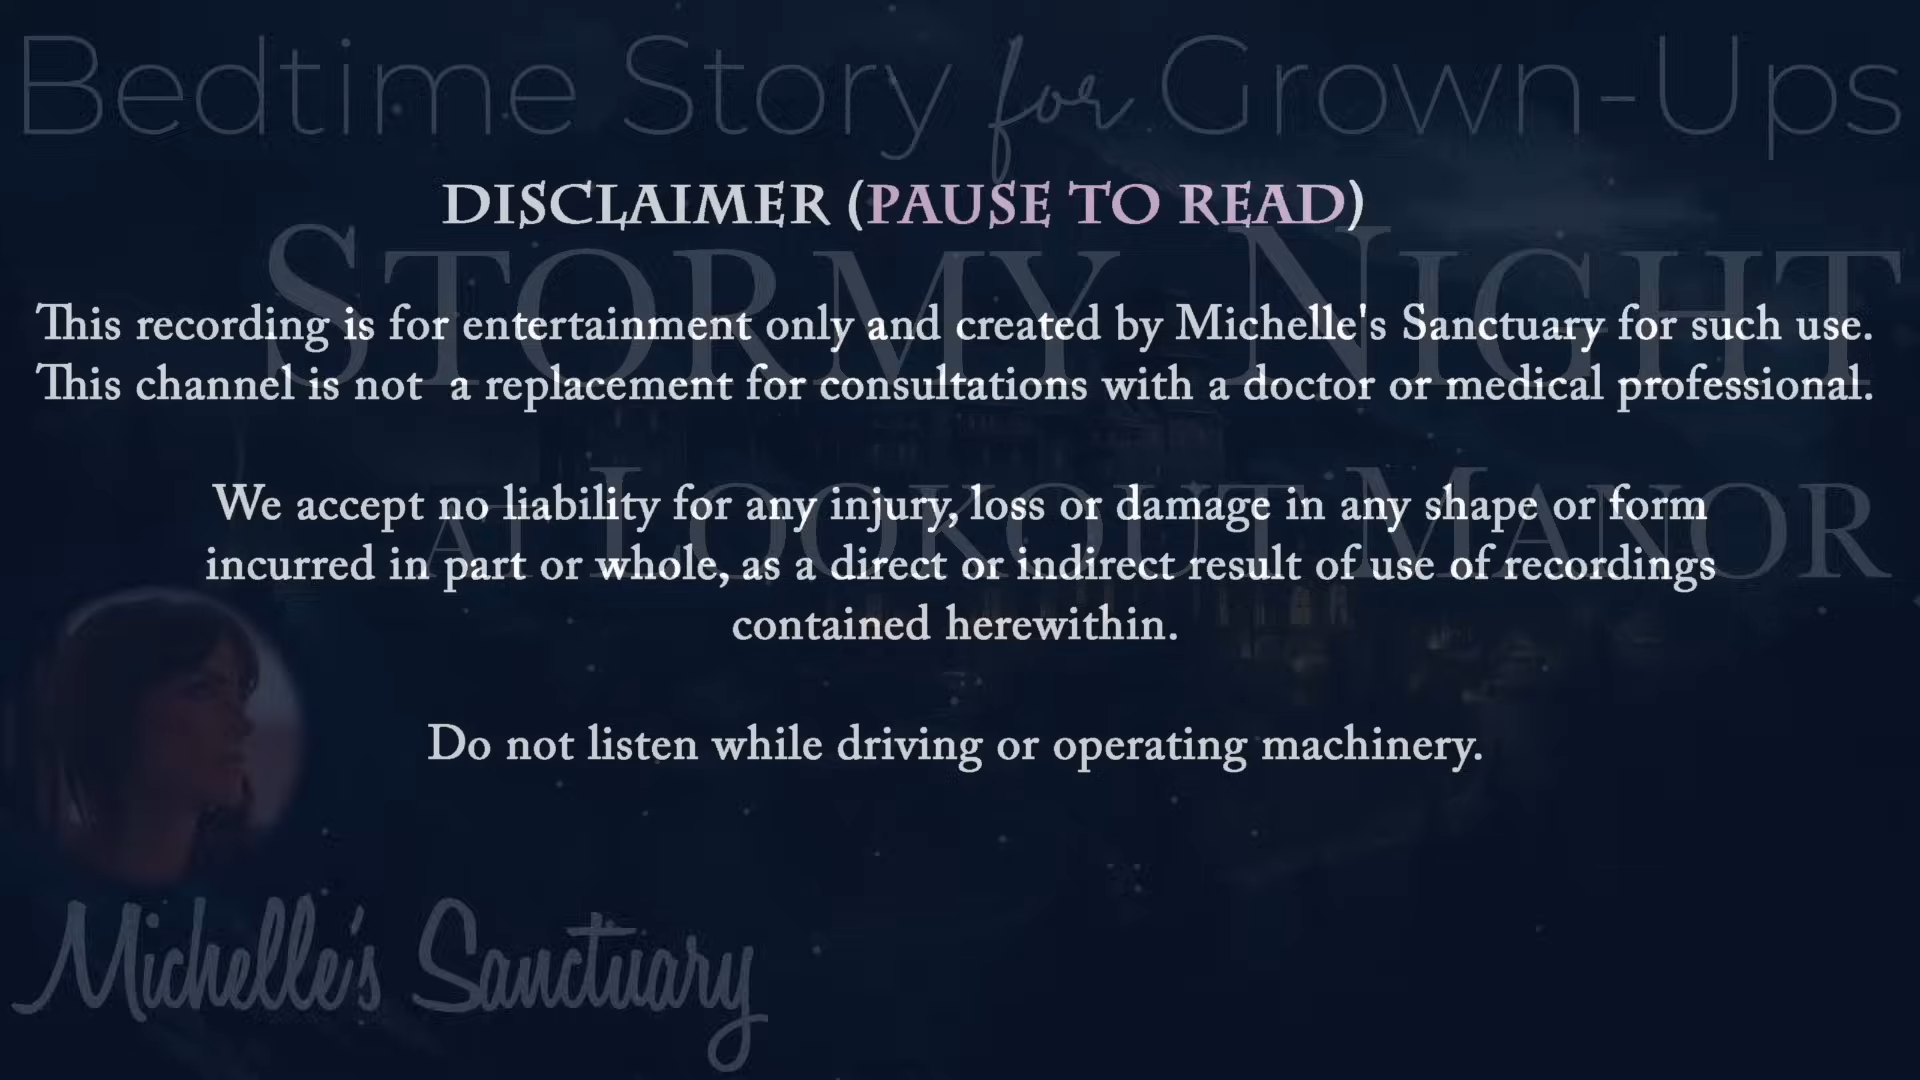 Bedtime Story for Grown-Ups
DISCLAIMER (PAUSE TO READ)
STORMY NIGHT
This recording is for entertainment only and created by Michelle's Sanctuary for such use.
This channel is not a replacement for consultations with a doctor or medical professional.
AT LOOKOUT MANOR
We accept no liability for any injury, loss or damage in any shape or form
incurred in part or whole, as a direct or indirect result of use of recordings
contained herewithin.
Do not listen while driving or operating machinery.
Michelle's Sanctuary